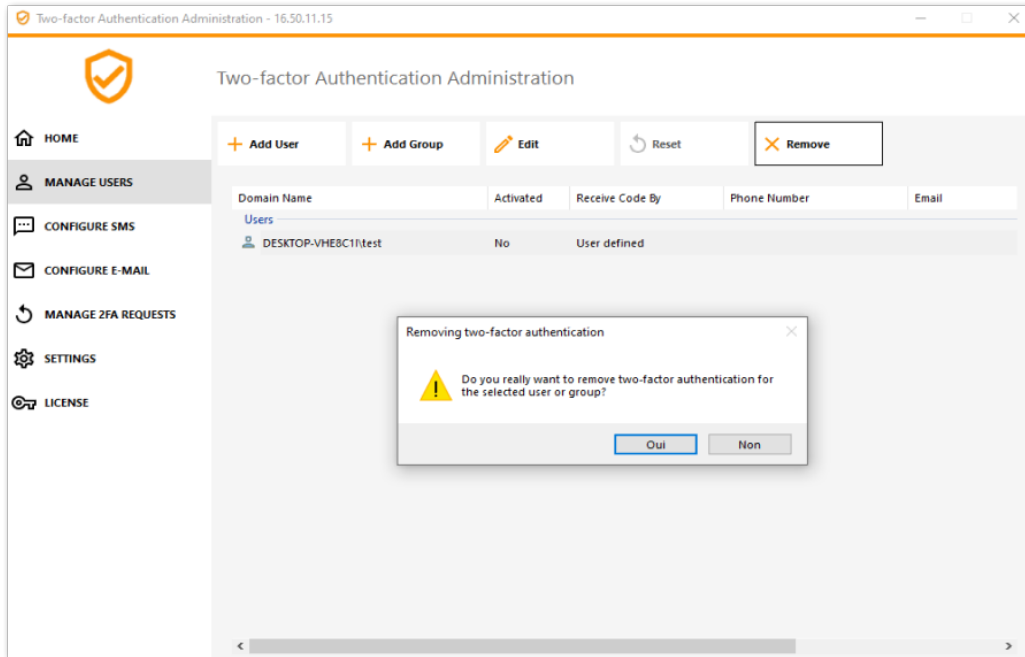 Two-factor Authentication Administration - 16.50.11.15
Two-factor Authentication Administration
HOME
MANAGE USERS
CONFIGURE SMS
CONFIGURE E-MAIL
MANAGE 2FA REQUESTS
SETTINGS
LICENSE
Add User
Add Group
Edit
Reset
Remove
Domain Name
Activated
Receive Code By
Phone Number
Email
Users
DESKTOP-VHE8C1I\test
No
User defined
Removing two-factor authentication
Do you really want to remove two-factor authentication for
the selected user or group?
Oui
Non